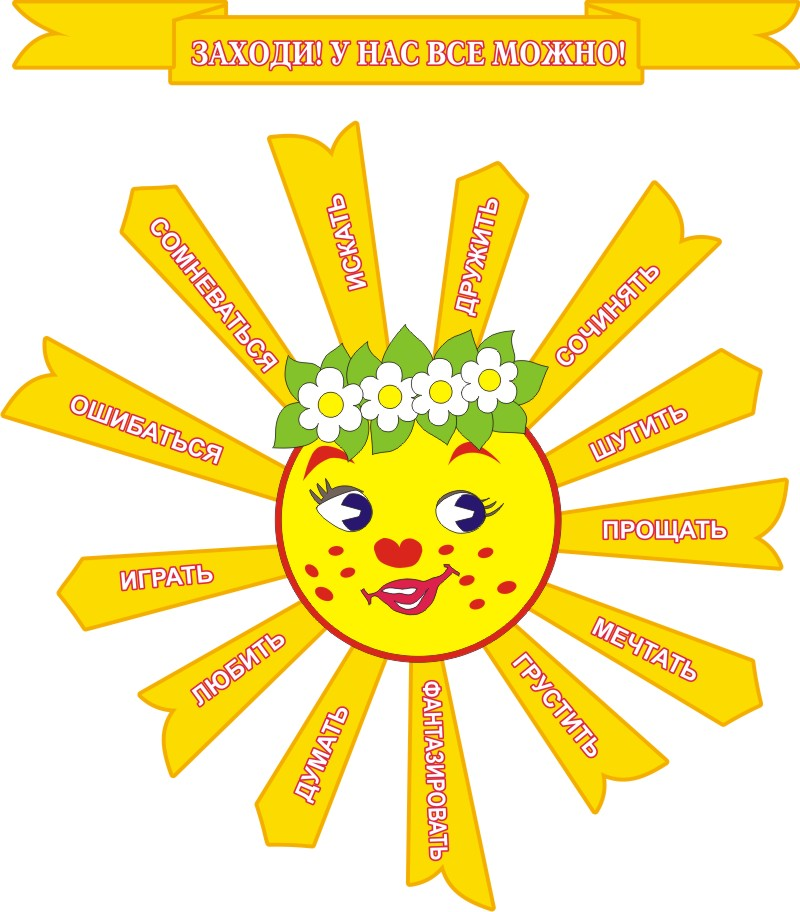 ЗАХОДИ! У НАС ВСЕ МОЖНО!
ИСКАТЬ
ДРУЖИТЬ
СОЧИНЯТЬ
ШУТИТЬ
ПРОЩАТЬ
МЕЧТАТЬ
ГРУСТИТЬ
ФАНТАЗИРОВАТЬ
ДУМАТЬ
ЛЮБИТЬ
ИГРАТЬ
ОШИБАТЬСЯ
СОМНЕВАТЬСЯ